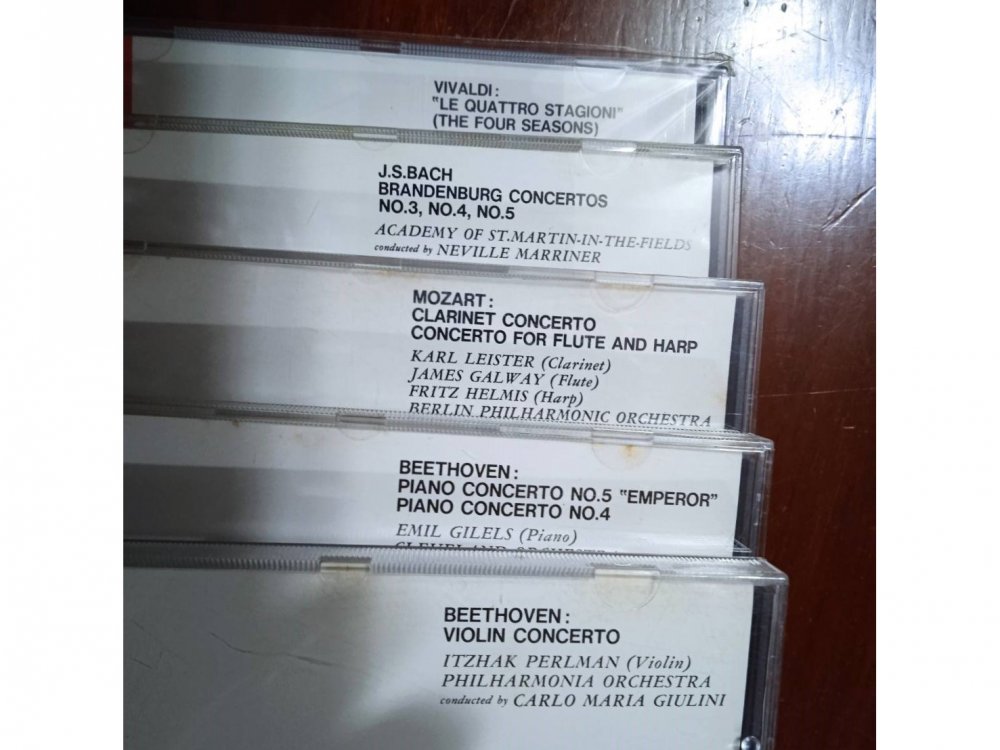 VIVALDI:
"LE QUATTRO STAGIONI"
(THE FOUR SEASONS)
J.S.BACH
BRANDENBURG CONCERTOS
NO.3, NO.4, NO.5
ACADEMY OF ST.MARTIN-IN-THE-FIELDS
conducted by NEVILLE MARRINER
MOZART:
CLARINET CONCERTO
CONCERTO FOR FLUTE AND HARP
KARL LEISTER (Clarinet)
JAMES GALWAY (Flute)
FRITZ HELMIS (Harp)
BERLIN PHILHARMONIC ORCHESTRA
BEETHOVEN:
PIANO CONCERTO NO.5 "EMPEROR"
PIANO CONCERTO NO.4
EMIL GILELS (Piano)
CLEVELAND ORCHESTRA
BEETHOVEN:
VIOLIN CONCERTO
ITZHAK PERLMAN (Violin)
PHILHARMONIA ORCHESTRA
conducted by CARLO MARIA GIULINI